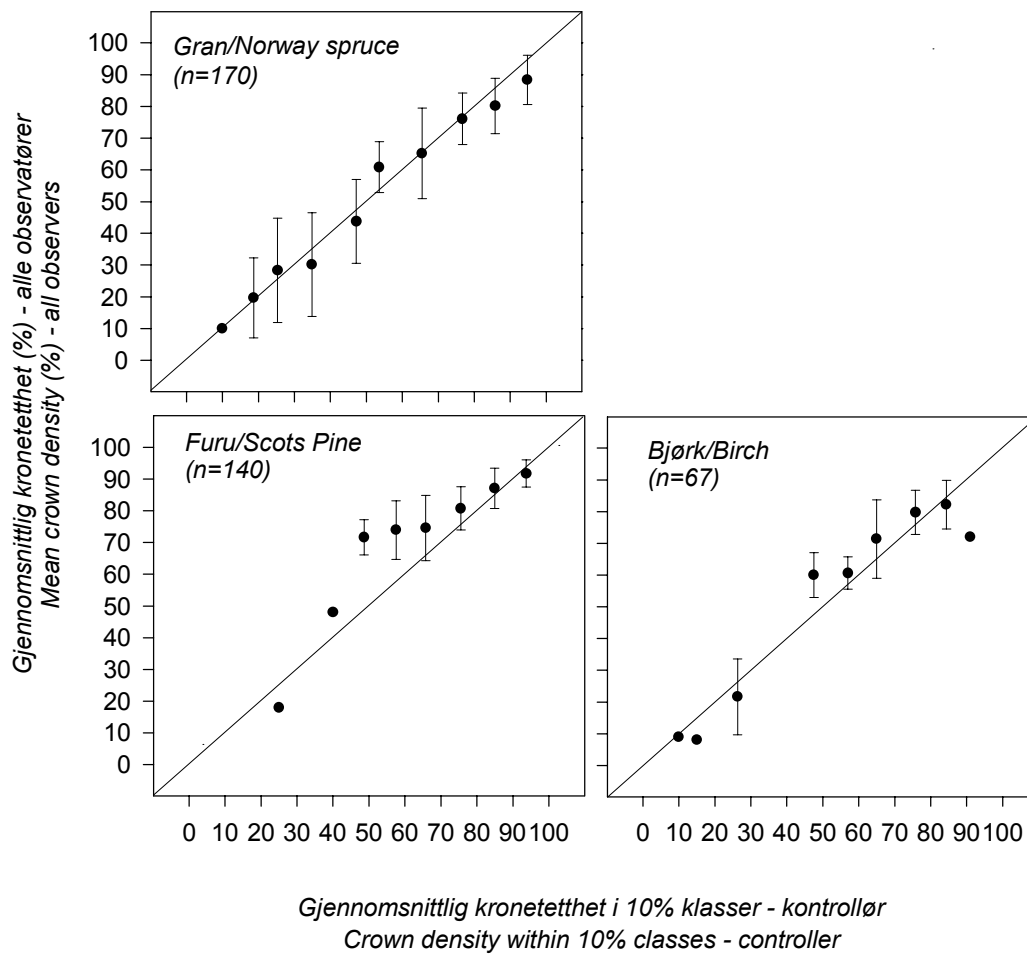 Gjennomsnittlig kronetetthet (%) - alle observatører
Mean crown density (%) - all observers
Gran/Norway spruce
(n=170)
100
90
80
70
60
50
40
30
20
10
0
Furu/Scots Pine
(n=140)
100
90
80
70
60
50
40
30
20
10
0
0 10 20 30 40 50 60 70 80 90 100
Bjørk/Birch
(n=67)
0 10 20 30 40 50 60 70 80 90 100
Gjennomsnittlig kronetetthet i 10% klasser - kontrollør
Crown density within 10% classes - controller